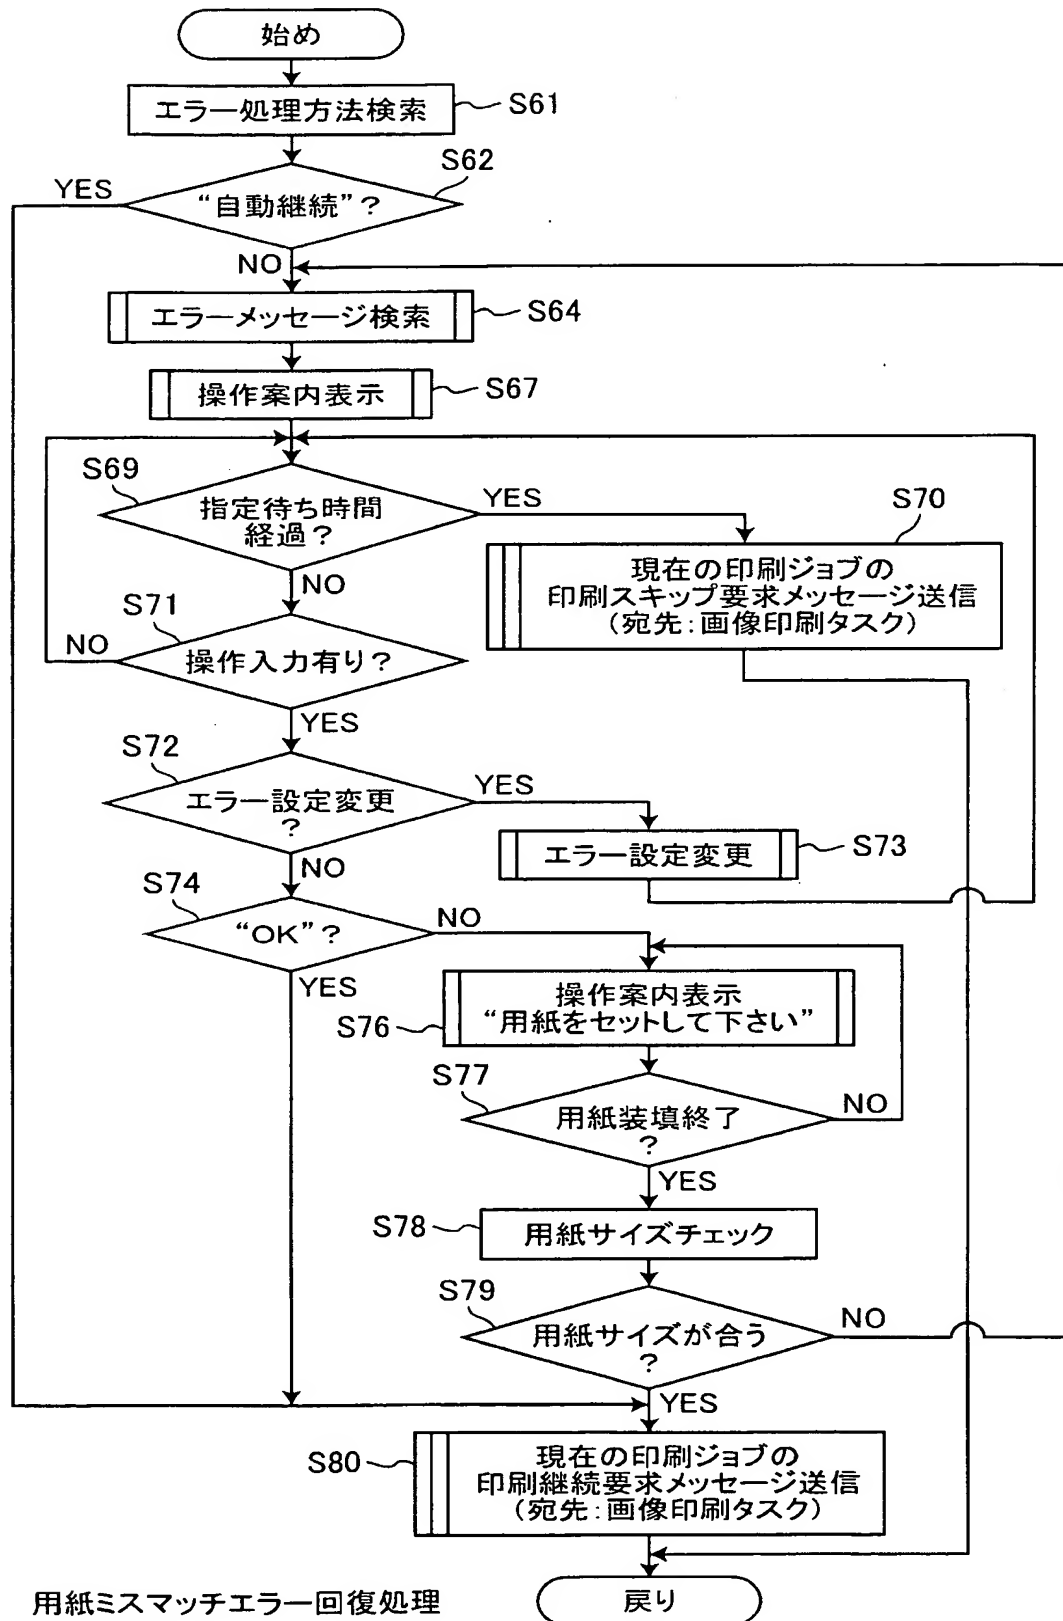 始め
エラー処理方法検索
S61
S62
YES
“自動継続”?
NO
エラーメッセージ検索
S64
操作案内表示
S67
S69
指定待ち時間
経過?
YES
S70
現在の印刷ジョブの
印刷スキップ要求メッセージ送信
(宛先:画像印刷タスク)
NO
S71
NO
操作入力有り?
YES
S72
エラー設定変更
?
YES
エラー設定変更
S73
NO
S74
“OK”?
NO
YES
操作案内表示
“用紙をセットして下さい”
S76
S77
用紙装填終了
?
NO
YES
S78
用紙サイズチェック
S79
用紙サイズが合う
?
NO
YES
S80
現在の印刷ジョブの
印刷継続要求メッセージ送信
(宛先:画像印刷タスク)
用紙ミスマッチエラー回復処理
戻り